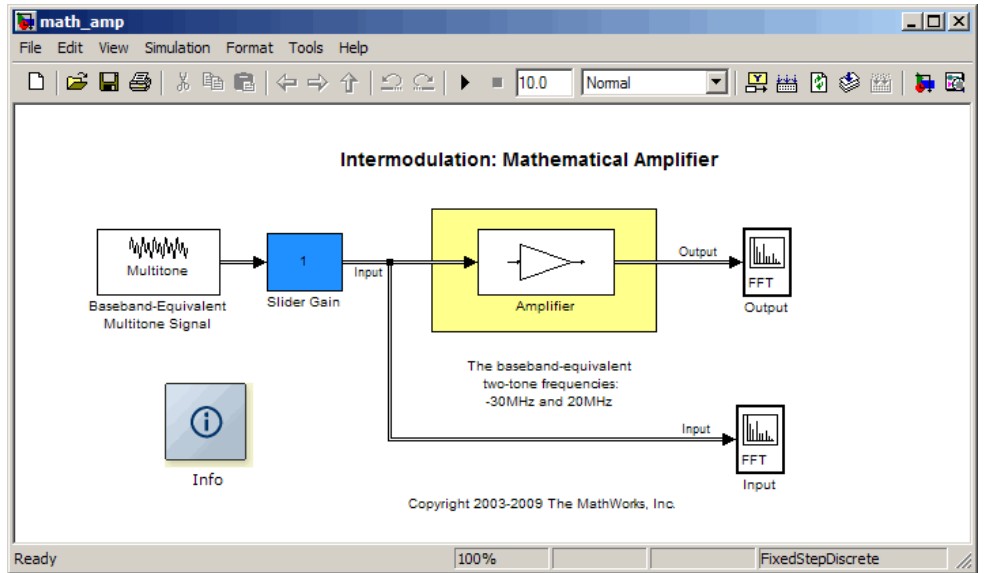 math_amp
File Edit View Simulation Format Tools Help
10.0 Normal
Intermodulation: Mathematical Amplifier
Multitone
Baseband-Equivalent
Multitone Signal
1
Slider Gain
Input
Amplifier
Output
FFT
Output
The baseband-equivalent
two-tone frequencies:
-30MHz and 20MHz
Input
FFT
Input
Info
Copyright 2003-2009 The MathWorks, Inc.
Ready 100% FixedStepDiscrete